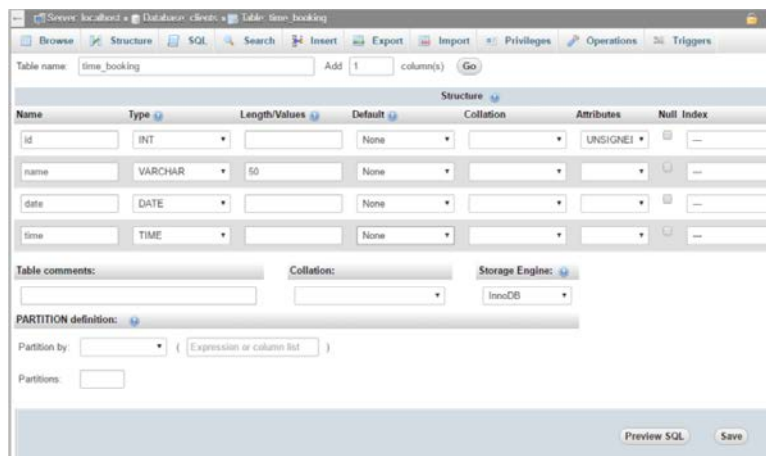 Server: localhost » Database: clients » Table: time_booking
Browse Structure SQL Search Insert Export Import Privileges Operations Triggers
Table name: time_booking Add 1 column(s) Go
Structure
Name Type Length/Values Default Collation Attributes Null Index
id INT None UNSIGNE ---
name VARCHAR 50 None ---
date DATE None ---
time TIME None ---
Table comments: Collation: Storage Engine:
InnoDB
PARTITION definition:
Partition by: ( Expression or column list )
Partitions:
Preview SQL Save